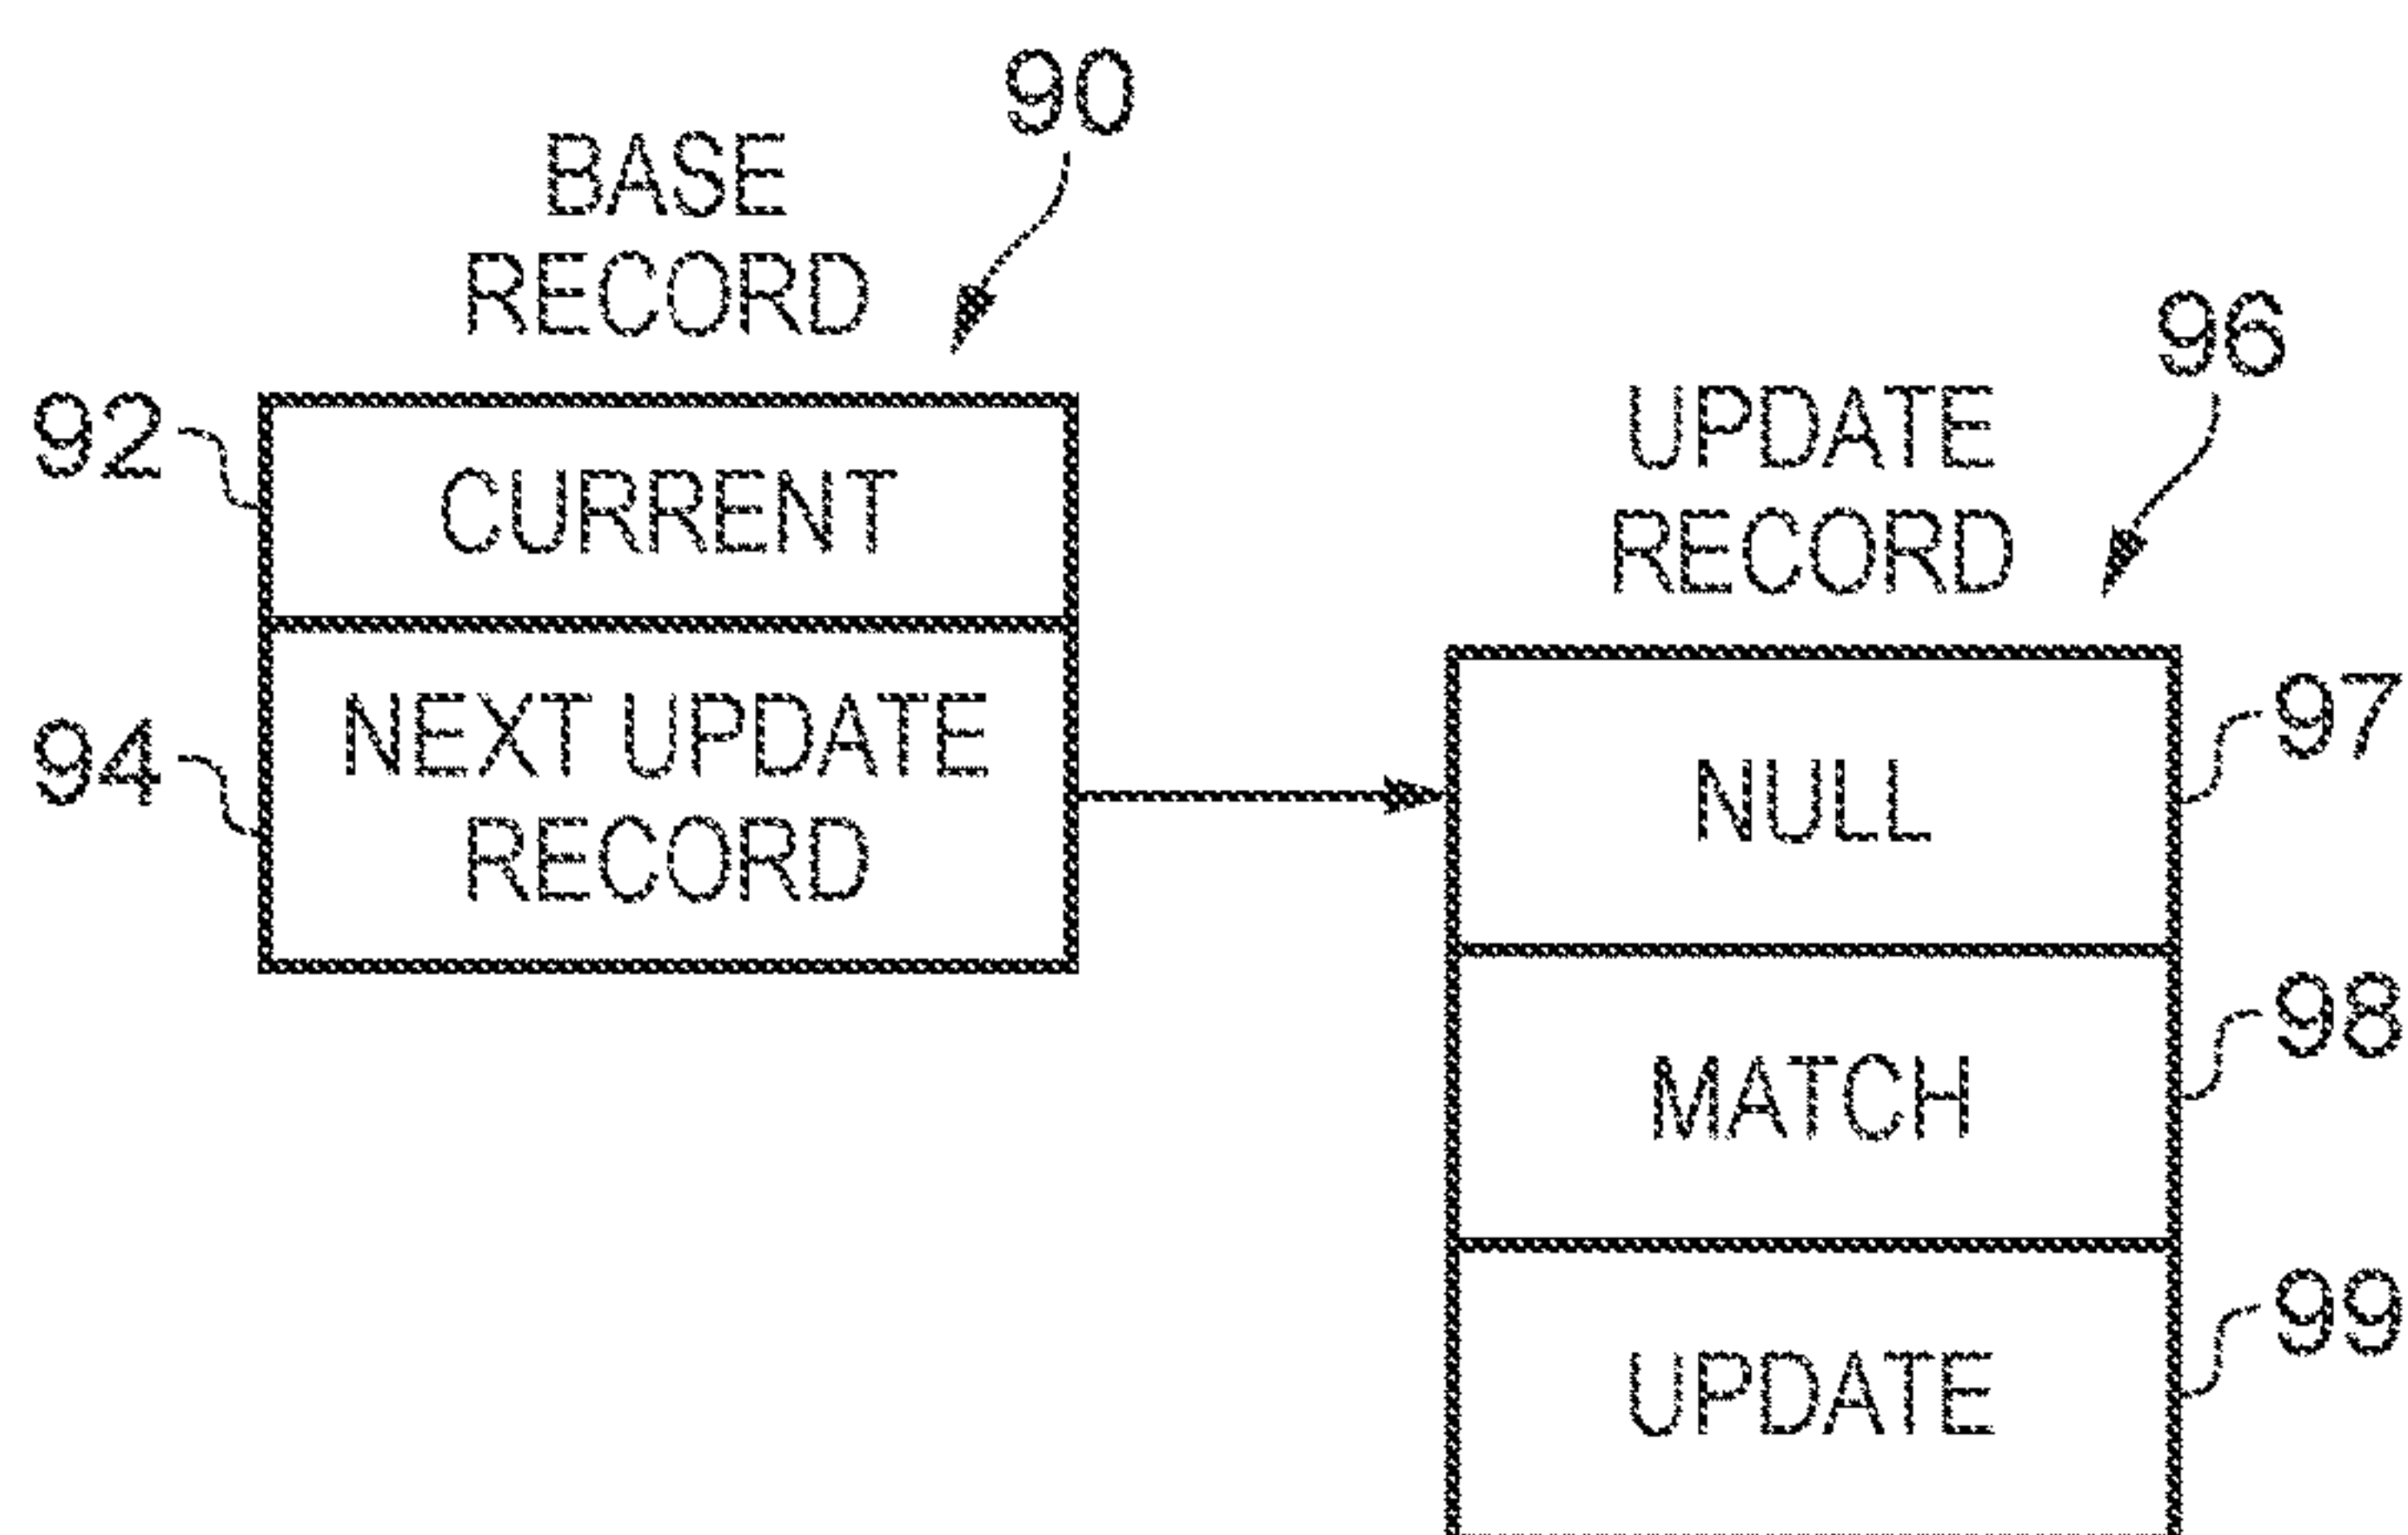 90
BASE
RECORD
92
CURRENT
94
NEXT UPDATE
RECORD
96
UPDATE
RECORD
97
NULL
98
MATCH
99
UPDATE